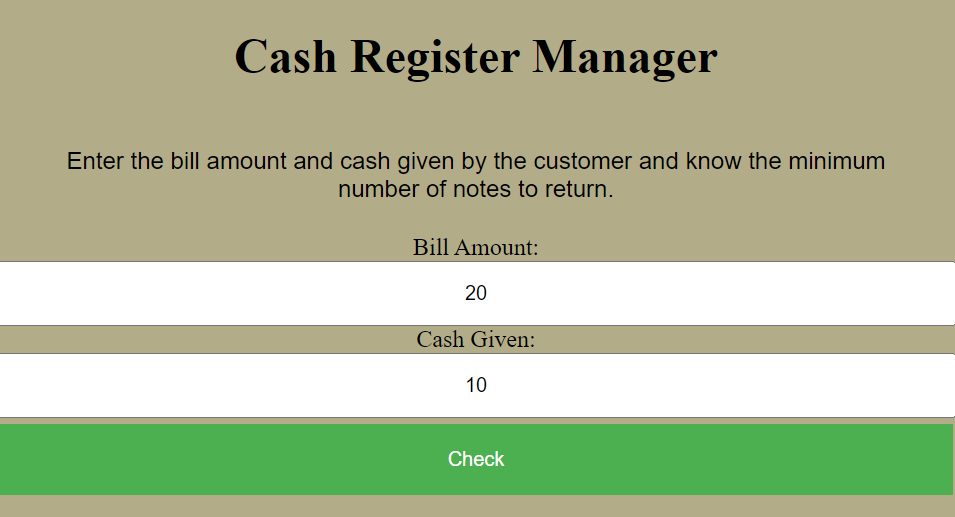 Cash Register Manager
Enter the bill amount and cash given by the customer and know the minimum
number of notes to return.
Bill Amount:
20
Cash Given:
10
Check